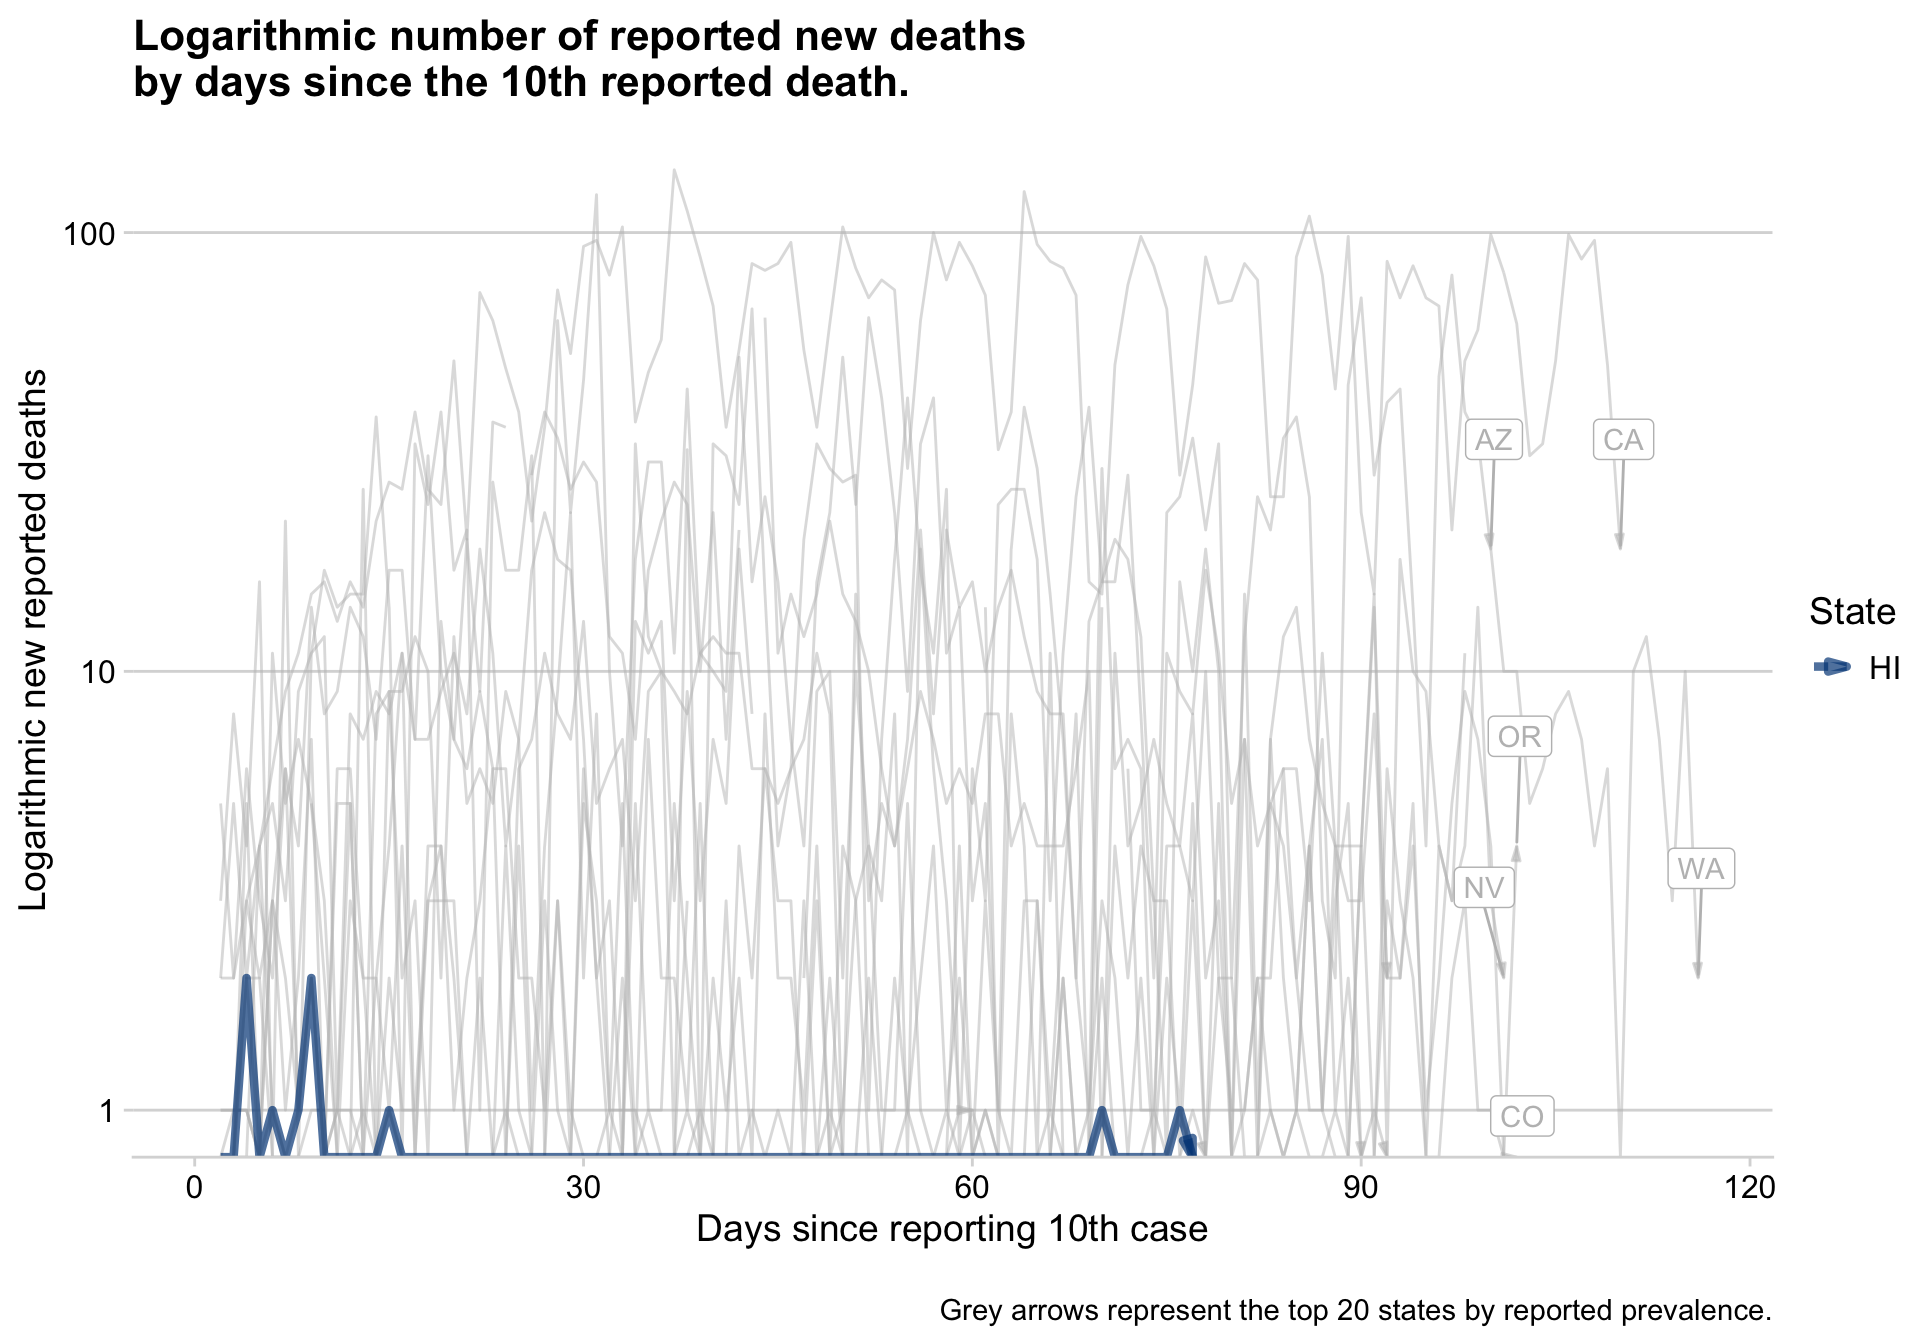 Logarithmic number of reported new deaths
by days since the 10th reported death.
Logarithmic new reported deaths
100
10
1
AZ
CA
OR
NV
WA
CO
State
HI
0
30
60
90
120
Days since reporting 10th case
Grey arrows represent the top 20 states by reported prevalence.